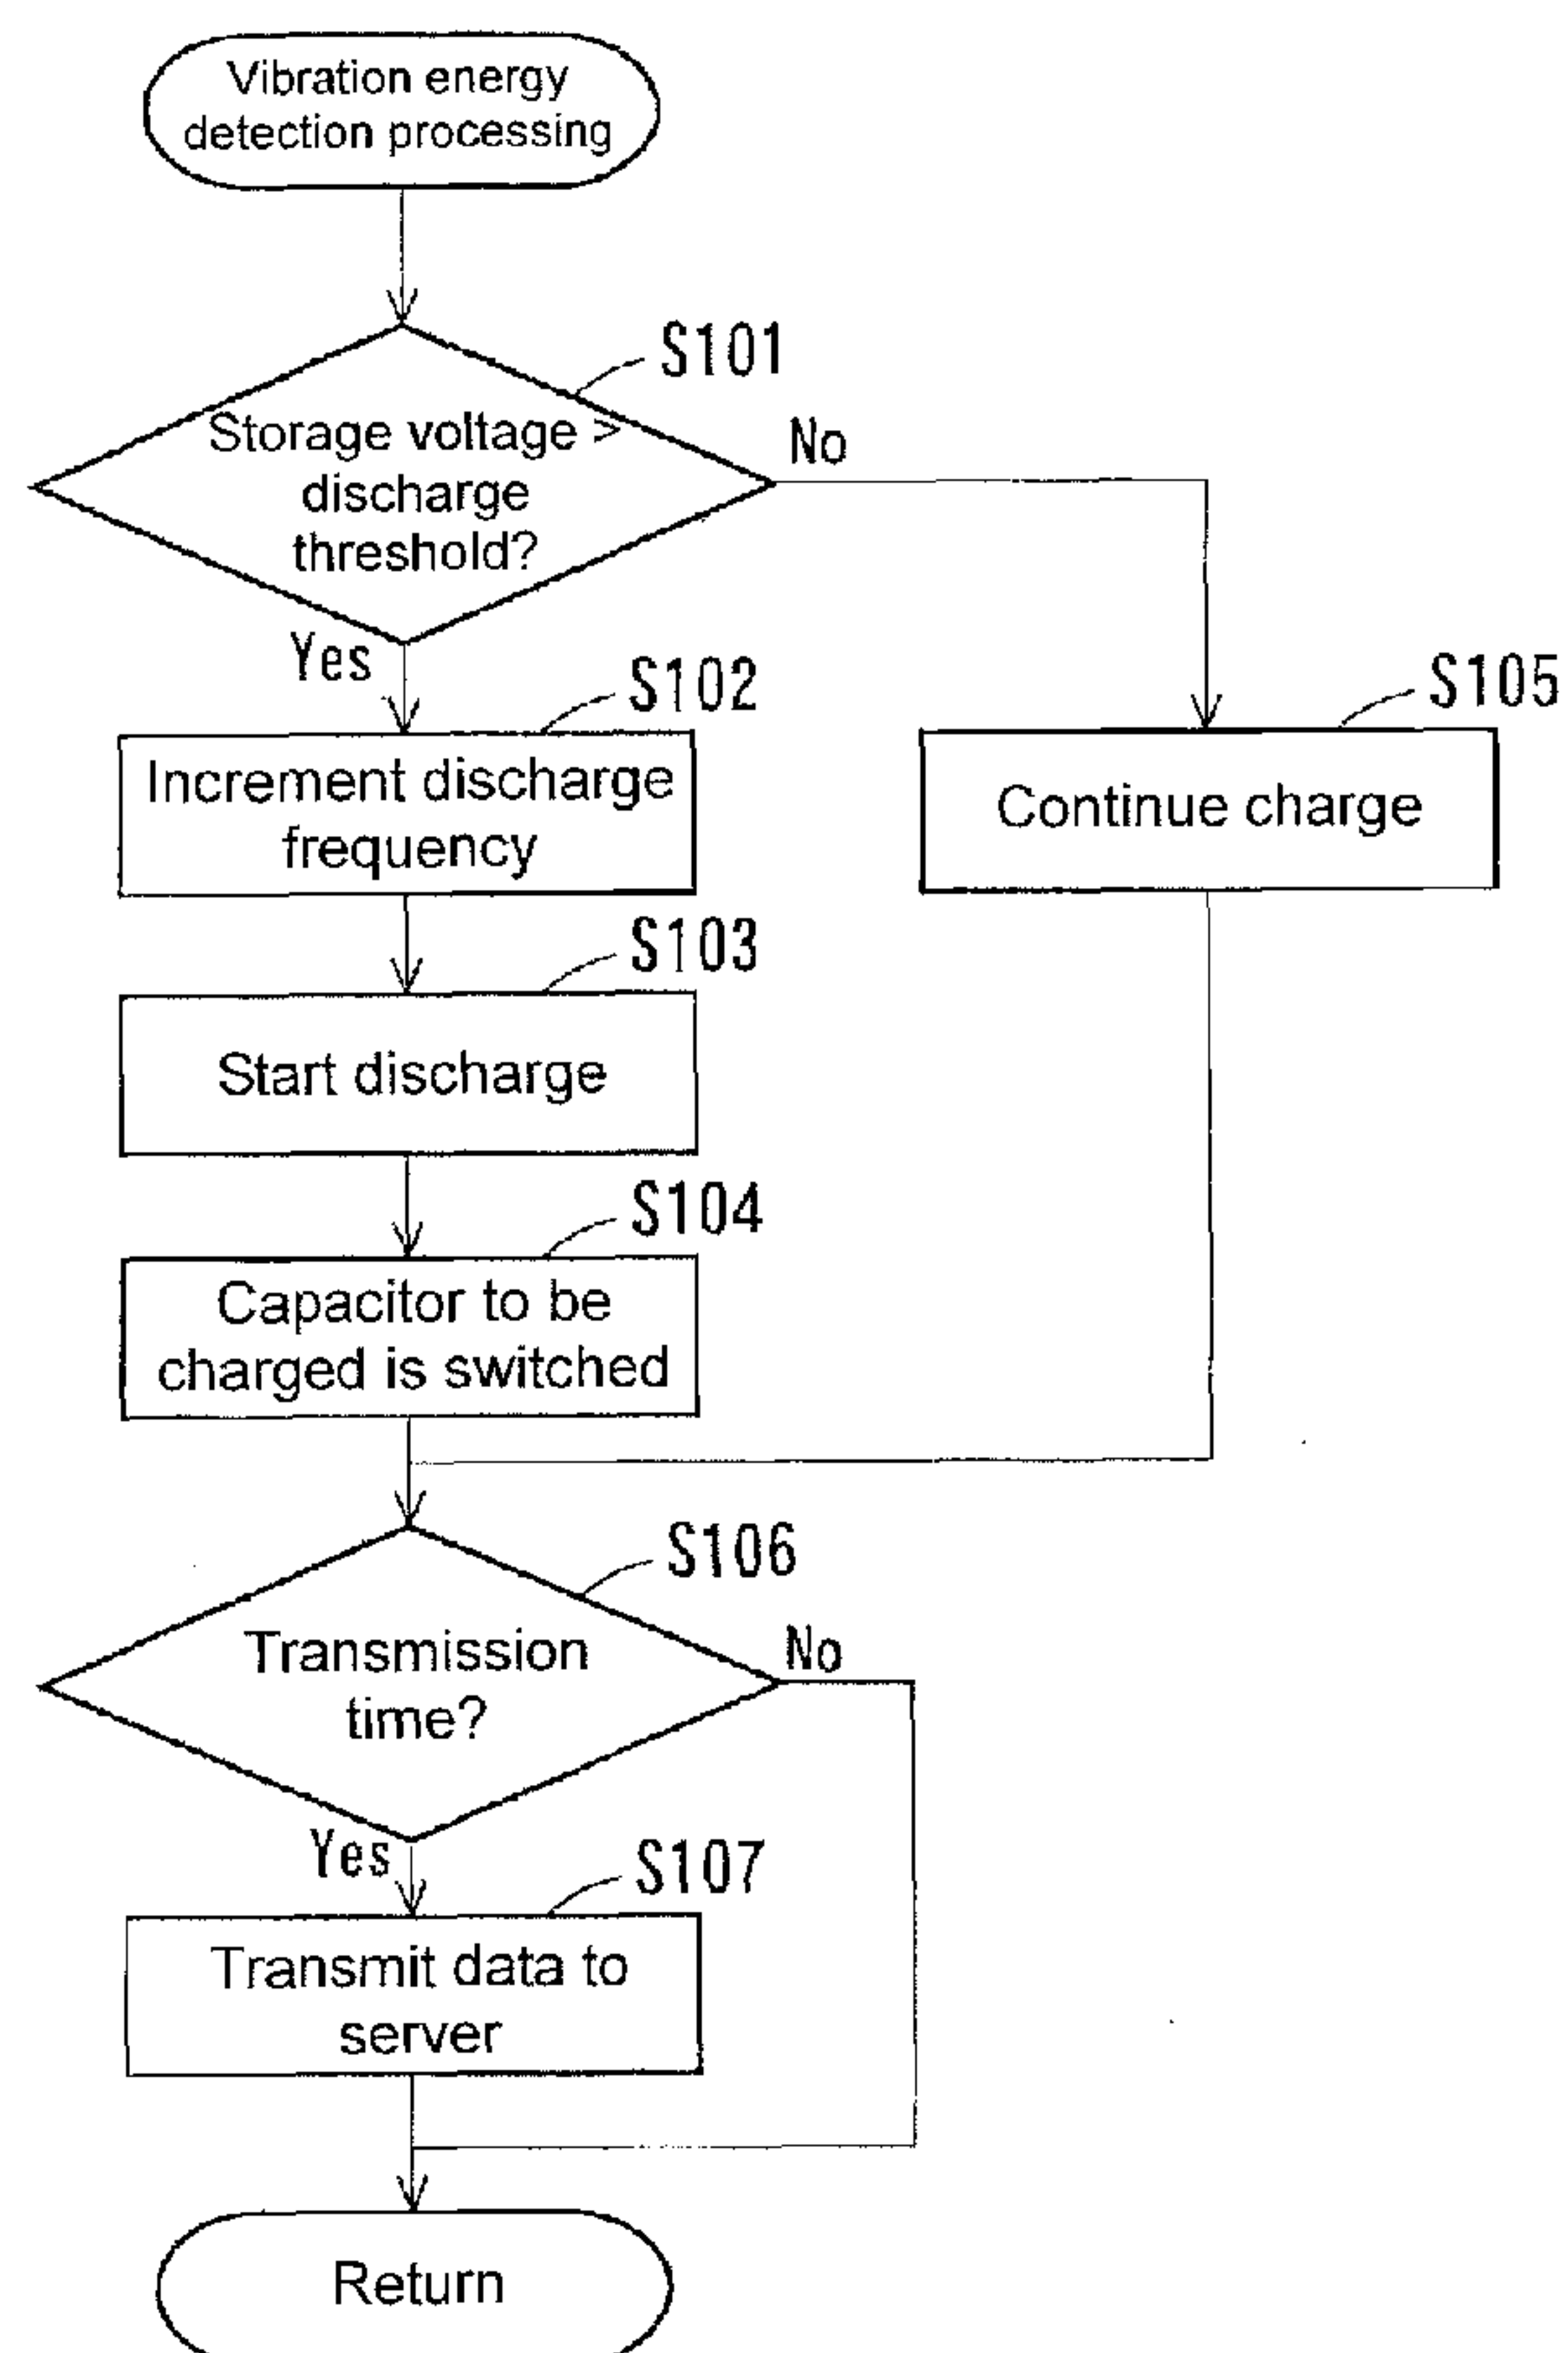 Vibration energy
detection processing
S101
Storage voltage >
discharge
threshold?
No
Yes
S102
Increment discharge
frequency
S105
Continue charge
S103
Start discharge
S104
Capacitor to be
charged is switched
S106
Transmission
time?
No
Yes
S107
Transmit data to
server
Return